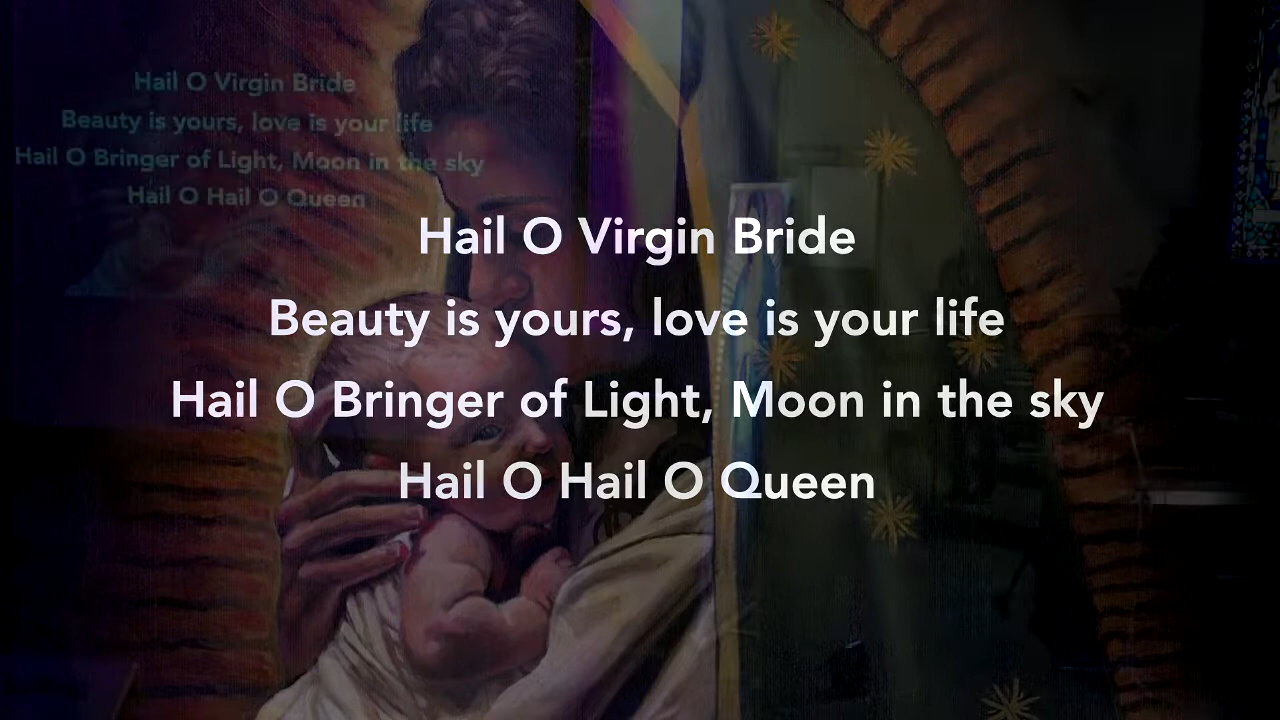 Hail O Virgin Bride
Beauty is yours, love is your life
Hail O Bringer of Light, Moon in the sky
Hail O Hail O Queen
Hail O Virgin Bride
Beauty is yours, love is your life
Hail O Bringer of Light, Moon in the sky
Hail O Hail O Queen